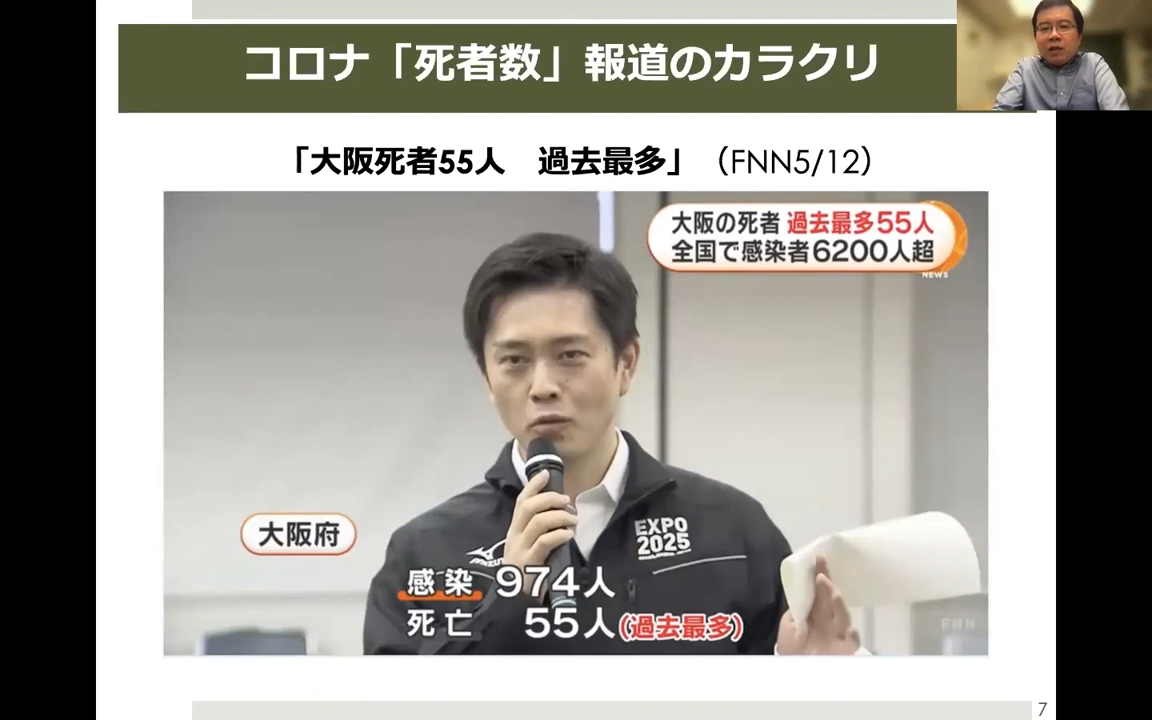 コロナ「死者数」報道のカラクリ
「大阪死者55人　過去最多」（FNN5/12）
大阪の死者 過去最多55人
全国で感染者6200人超
NEWS
大阪府
EXPO
2025
MIZUNO
感染 974人
死亡 55人(過去最多)
FNN
7